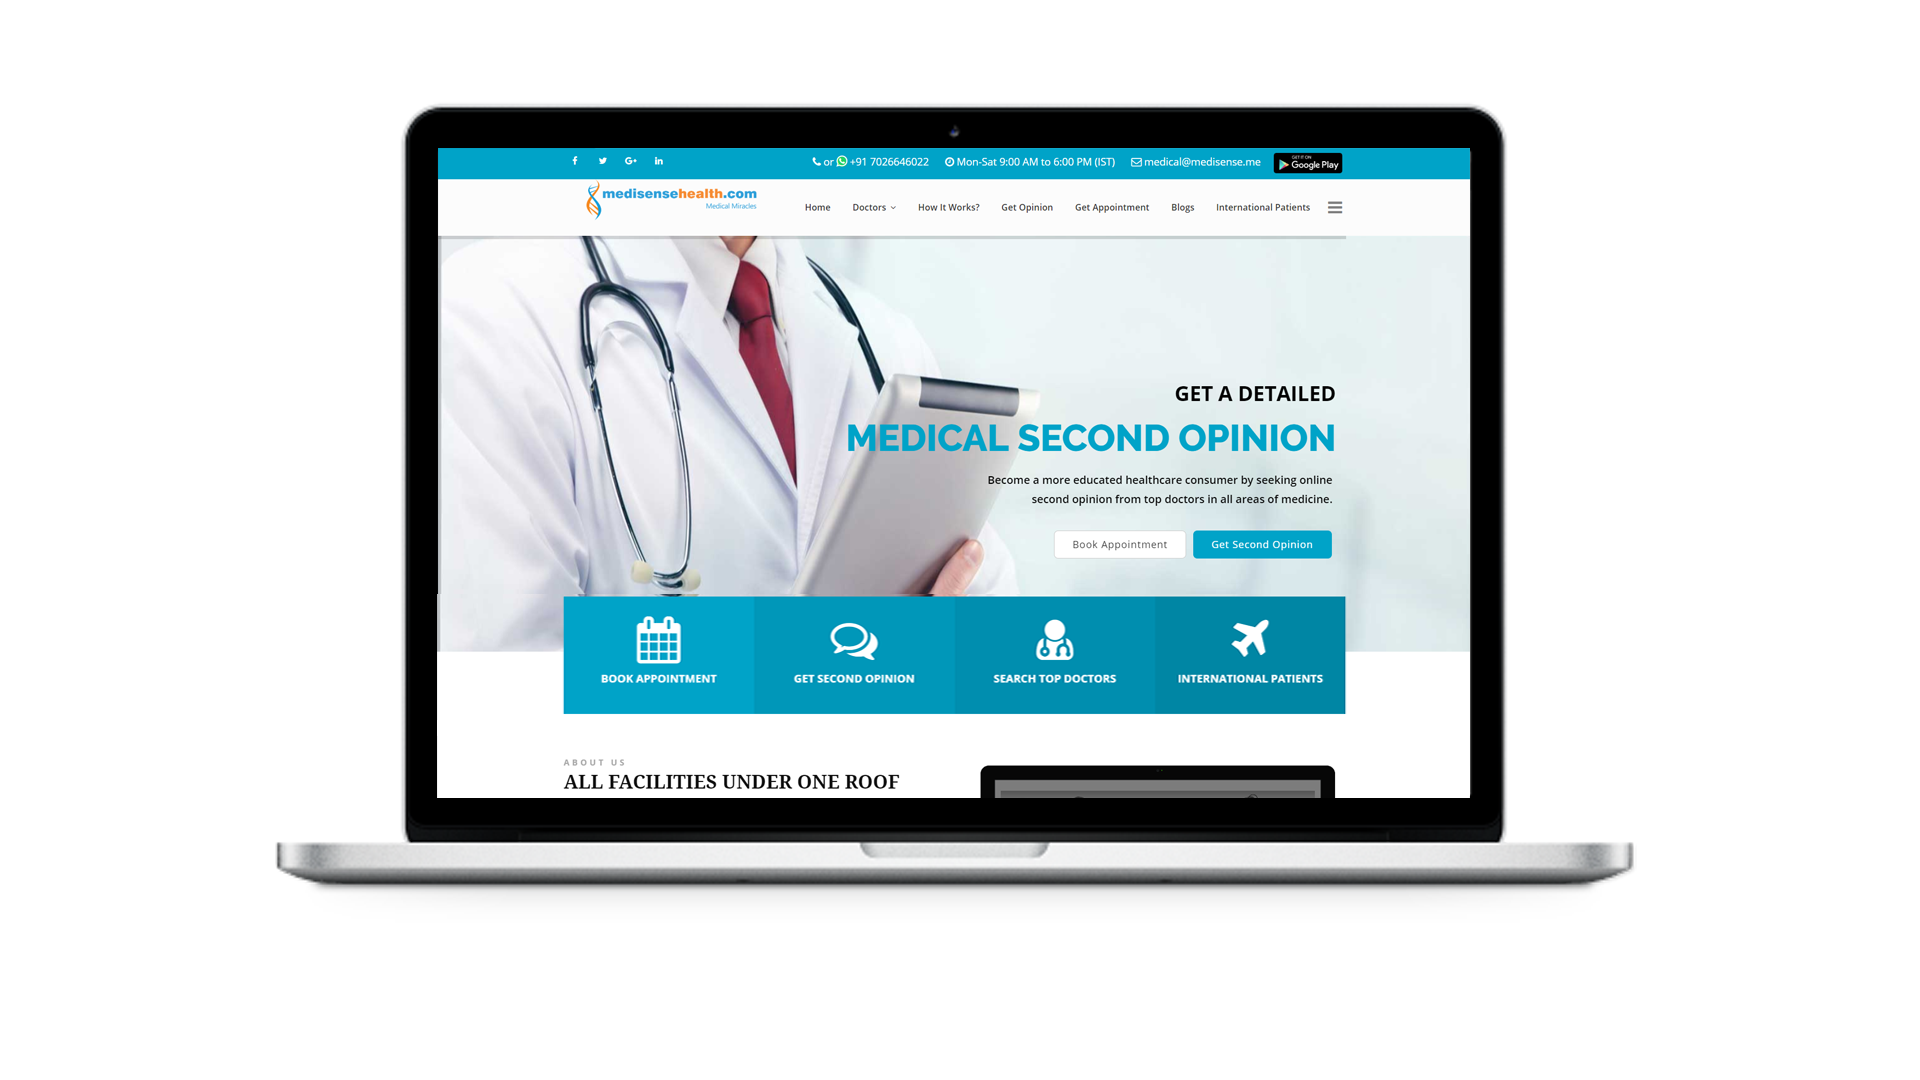 or +91 7026646022 Mon-Sat 9:00 AM to 6:00 PM (IST) medical@medisense.me GET IT ON Google Play
medisensehealth.com
Medical Miracles
Home Doctors How It Works? Get Opinion Get Appointment Blogs International Patients
GET A DETAILED
MEDICAL SECOND OPINION
Become a more educated healthcare consumer by seeking online
second opinion from top doctors in all areas of medicine.
Book Appointment Get Second Opinion
BOOK APPOINTMENT GET SECOND OPINION SEARCH TOP DOCTORS INTERNATIONAL PATIENTS
ABOUT US
ALL FACILITIES UNDER ONE ROOF